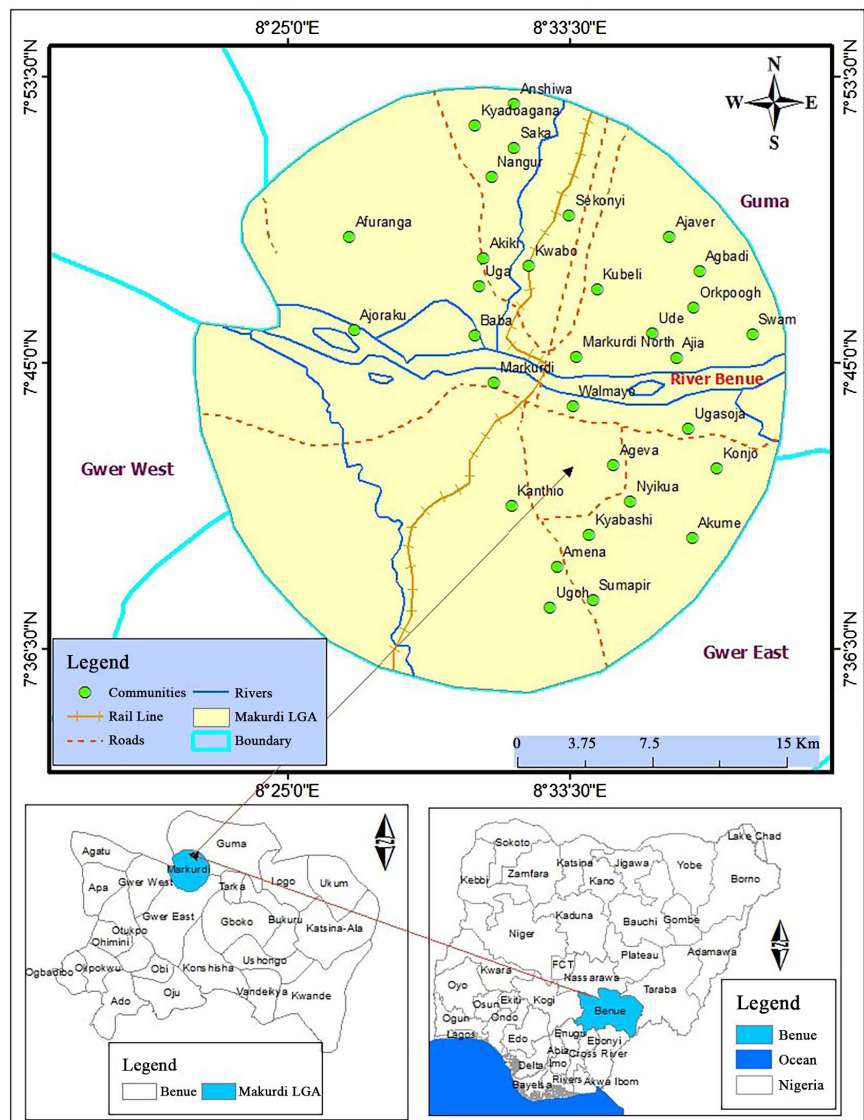 8°25'0"E 8°33'30"E
7°53'30"N 7°53'30"N
N
W E
S
Anshiwa
Kyadoagana
Saka
Nangur
Guma
Sekonyi
Afuranga
Ajaver
Akiki
Kwabo
Agbadi
Uga
Kubeli
Orkpoogh
Ajoraku
Baba
Ude
Swam
Markurdi North
Ajia
7°45'0"N 7°45'0"N
Markurdi
River Benue
Walmayo
Ugasoja
Gwer West
Ageva
Konjo
Kanthio
Nyikua
Kyabashi
Akume
Amena
Ugoh
Sumapir
7°36'30"N 7°36'30"N
Gwer East
Legend
Communities
Rivers
Rail Line
Makurdi LGA
Roads
Boundary
0 3.75 7.5 15 Km
8°25'0"E 8°33'30"E
Guma
Agatu
Markurdi
Apa
Gwer West
Tarka
Logo
Ukum
Gwer East
Gboko
Bukuru
Katsina-Ala
Otukpo
Ohimini
Ushongo
Ogbadibo
Okpokwu
Obi
Konshisha
Vandeikya
Kwande
Ado
Oju
N
Legend
Benue
Makurdi LGA
Lake Chad
Sokoto
Katsina
Jigawa
Yobe
Kebbi
Zamfara
Kano
Borno
Kaduna
Bauchi
Gombe
Niger
Adamawa
Plateau
FCT
Nassarawa
Kwara
Taraba
Oyo
Kogi
Benue
Osun
Ekiti
Ogun
Ondo
Enugu
Ebonyi
Lagos
Edo
Abia
Cross River
Delta
Imo
Bayelsa
Rivers
Akwa Ibom
N
Legend
Benue
Ocean
Nigeria